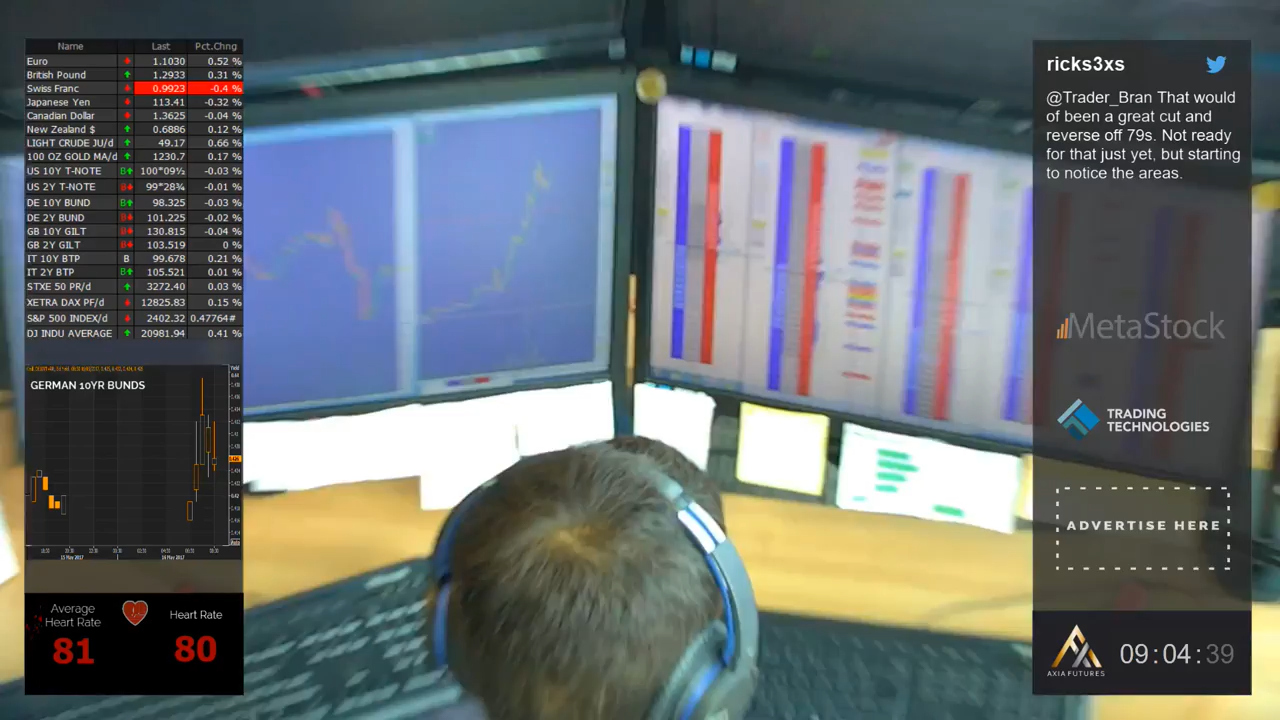 Name Last Pct.Chng
Euro 1.1030 0.52 %
British Pound 1.2933 0.31 %
Swiss Franc 0.9923 -0.4 %
Japanese Yen 113.41 -0.32 %
Canadian Dollar 1.3625 -0.04 %
New Zealand $ 0.6886 0.12 %
LIGHT CRUDE JU/d 49.17 0.66 %
100 OZ GOLD MA/d 1230.7 0.17 %
US 10Y T-NOTE B 100"09½ -0.03 %
US 2Y T-NOTE B 99"28¾ -0.01 %
DE 10Y BUND B 98.325 -0.03 %
DE 2Y BUND B 101.225 -0.02 %
GB 10Y GILT B 130.815 -0.04 %
GB 2Y GILT B 103.519 0 %
IT 10Y BTP B 99.678 0.21 %
IT 2Y BTP B 105.521 0.01 %
STXE 50 PR/d 3272.40 0.03 %
XETRA DAX PF/d 12825.83 0.15 %
S&P 500 INDEX/d 2402.32 0.47764#
DJ INDU AVERAGE 20981.94 0.41 %
GERMAN 10YR BUNDS
Average
Heart Rate
81
Heart Rate
80
ricks3xs
@Trader_Bran That would
of been a great cut and
reverse off 79s. Not ready
for that just yet, but starting
to notice the areas.
MetaStock
TRADING
TECHNOLOGIES
ADVERTISE HERE
AXIA FUTURES
09:04:39